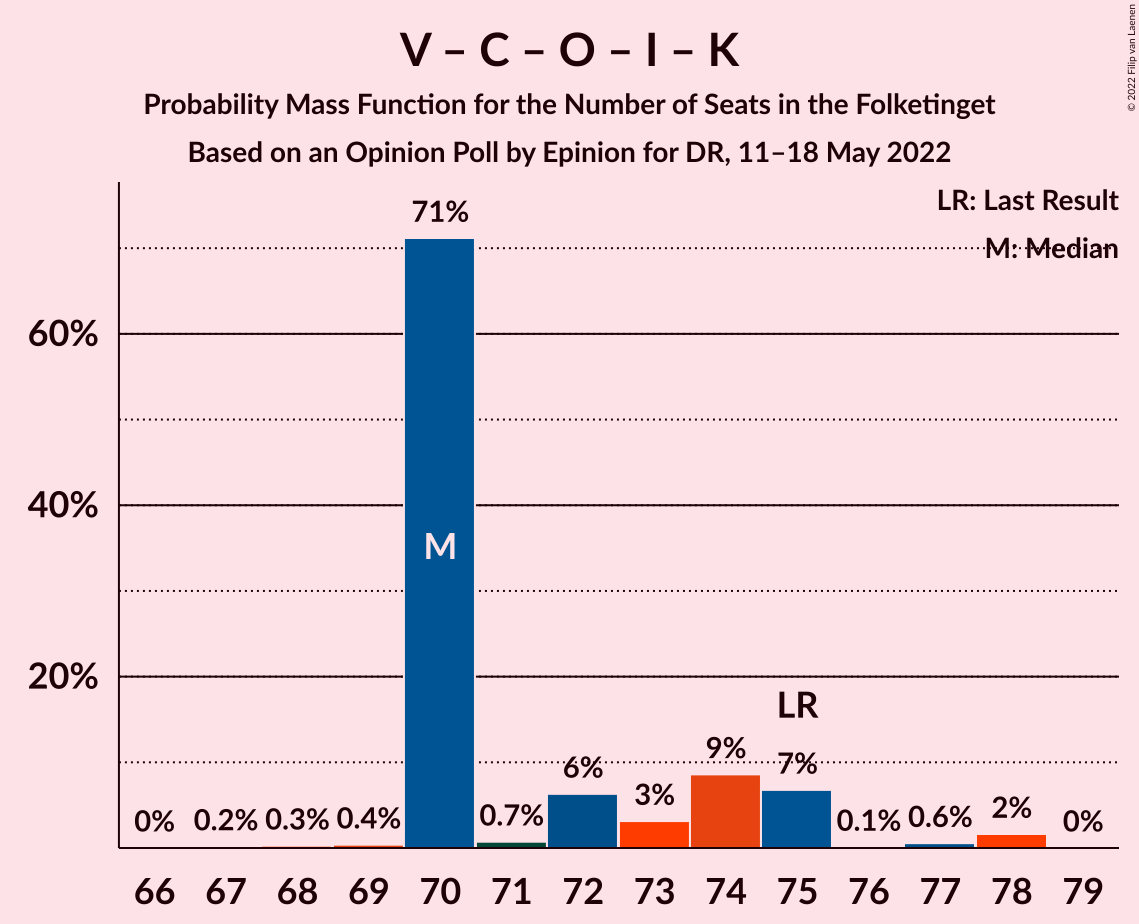 V – C – O – I – K
Probability Mass Function for the Number of Seats in the Folketinget
Based on an Opinion Poll by Epinion for DR, 11–18 May 2022
© 2022 Filip van Laenen
LR: Last Result
M: Median
60%
40%
20%
0%
0.2%
0.3%
0.4%
71%
M
0.7%
6%
3%
9%
LR
7%
0.1%
0.6%
2%
0%
66 67 68 69 70 71 72 73 74 75 76 77 78 79